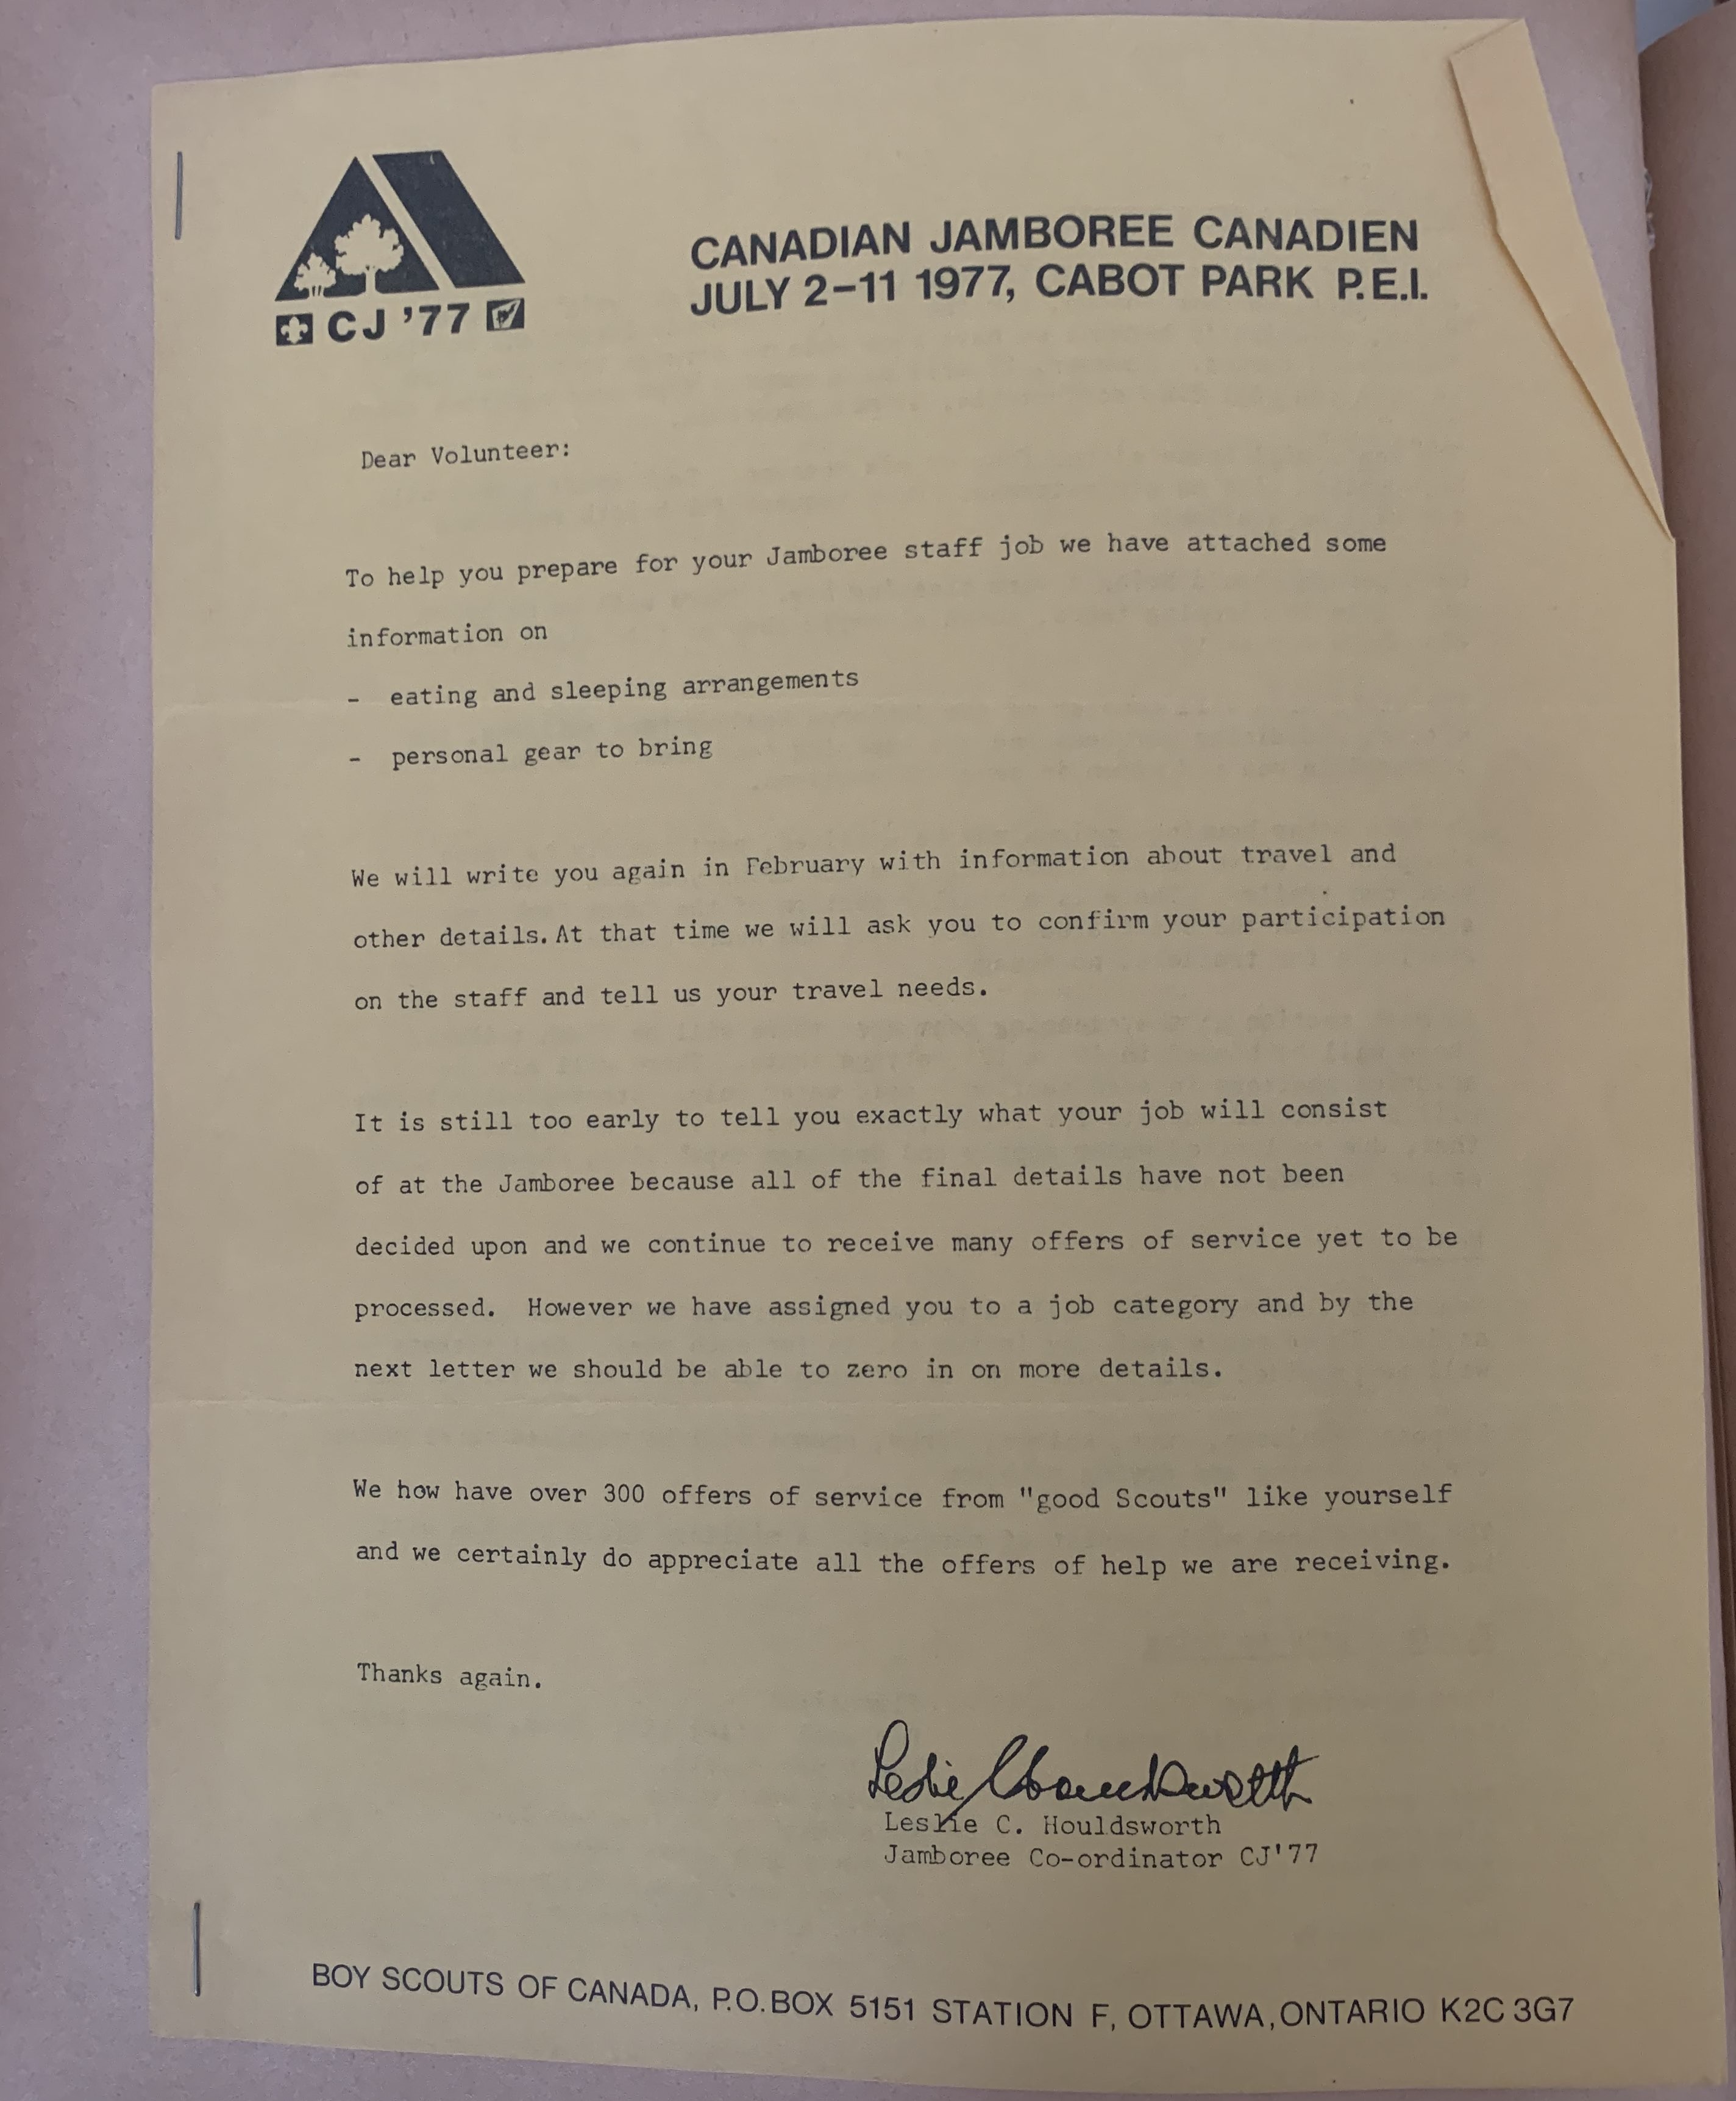 CJ '77
CANADIAN JAMBOREE CANADIEN
JULY 2-11 1977, CABOT PARK P.E.I.
Dear Volunteer:
To help you prepare for your Jamboree staff job we have attached some
information on
- eating and sleeping arrangements
- personal gear to bring
We will write you again in February with information about travel and
other details. At that time we will ask you to confirm your participation
on the staff and tell us your travel needs.
It is still too early to tell you exactly what your job will consist
of at the Jamboree because all of the final details have not been
decided upon and we continue to receive many offers of service yet to be
processed. However we have assigned you to a job category and by the
next letter we should be able to zero in on more details.
We how have over 300 offers of service from "good Scouts" like yourself
and we certainly do appreciate all the offers of help we are receiving.
Thanks again.
Leslie C Houldsworth
Leslie C. Houldsworth
Jamboree Co-ordinator CJ'77
BOY SCOUTS OF CANADA, P.O. BOX 5151 STATION F, OTTAWA, ONTARIO K2C 3G7